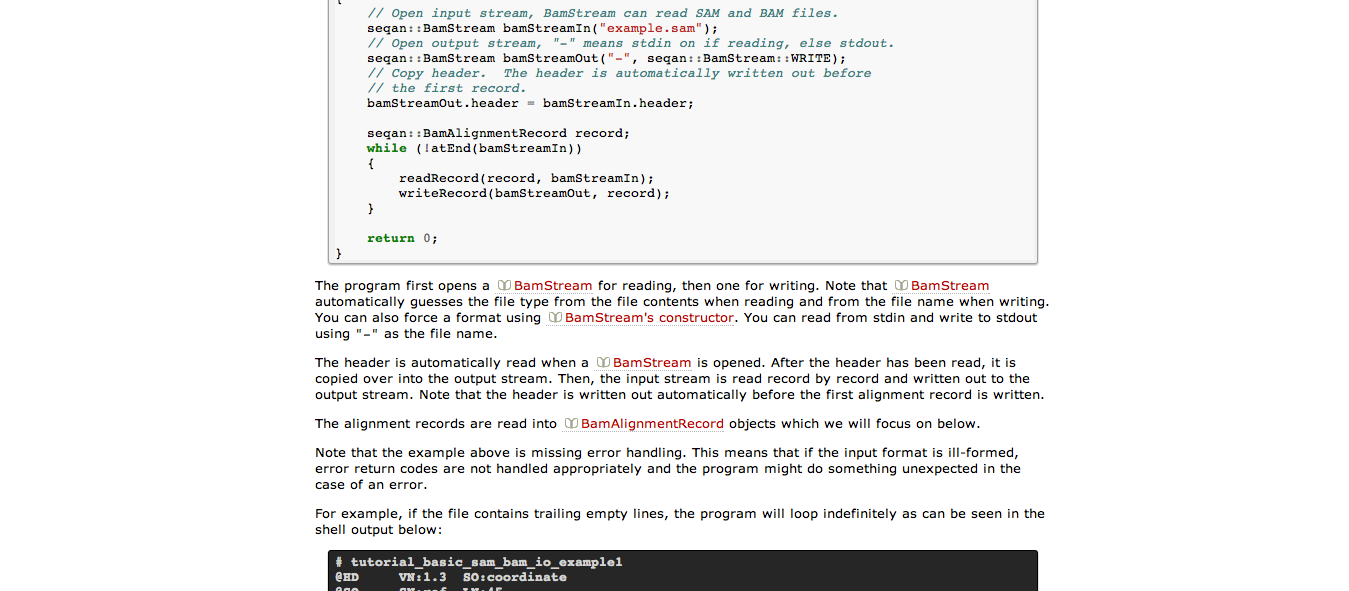 {
// Open input stream, BamStream can read SAM and BAM files.
seqan::BamStream bamStreamIn("example.sam");
// Open output stream, "-" means stdin on if reading, else stdout.
seqan::BamStream bamStreamOut("-", seqan::BamStream::WRITE);
// Copy header.  The header is automatically written out before
// the first record.
bamStreamOut.header = bamStreamIn.header;
seqan::BamAlignmentRecord record;
while (!atEnd(bamStreamIn))
{
readRecord(record, bamStreamIn);
writeRecord(bamStreamOut, record);
}
return 0;
}
The program first opens a BamStream for reading, then one for writing. Note that BamStream
automatically guesses the file type from the file contents when reading and from the file name when writing.
You can also force a format using BamStream's constructor. You can read from stdin and write to stdout
using "-" as the file name.
The header is automatically read when a BamStream is opened. After the header has been read, it is
copied over into the output stream. Then, the input stream is read record by record and written out to the
output stream. Note that the header is written out automatically before the first alignment record is written.
The alignment records are read into BamAlignmentRecord objects which we will focus on below.
Note that the example above is missing error handling. This means that if the input format is ill-formed,
error return codes are not handled appropriately and the program might do something unexpected in the
case of an error.
For example, if the file contains trailing empty lines, the program will loop indefinitely as can be seen in the
shell output below:
# tutorial_basic_sam_bam_io_example1
@HD VN:1.3 SO:coordinate